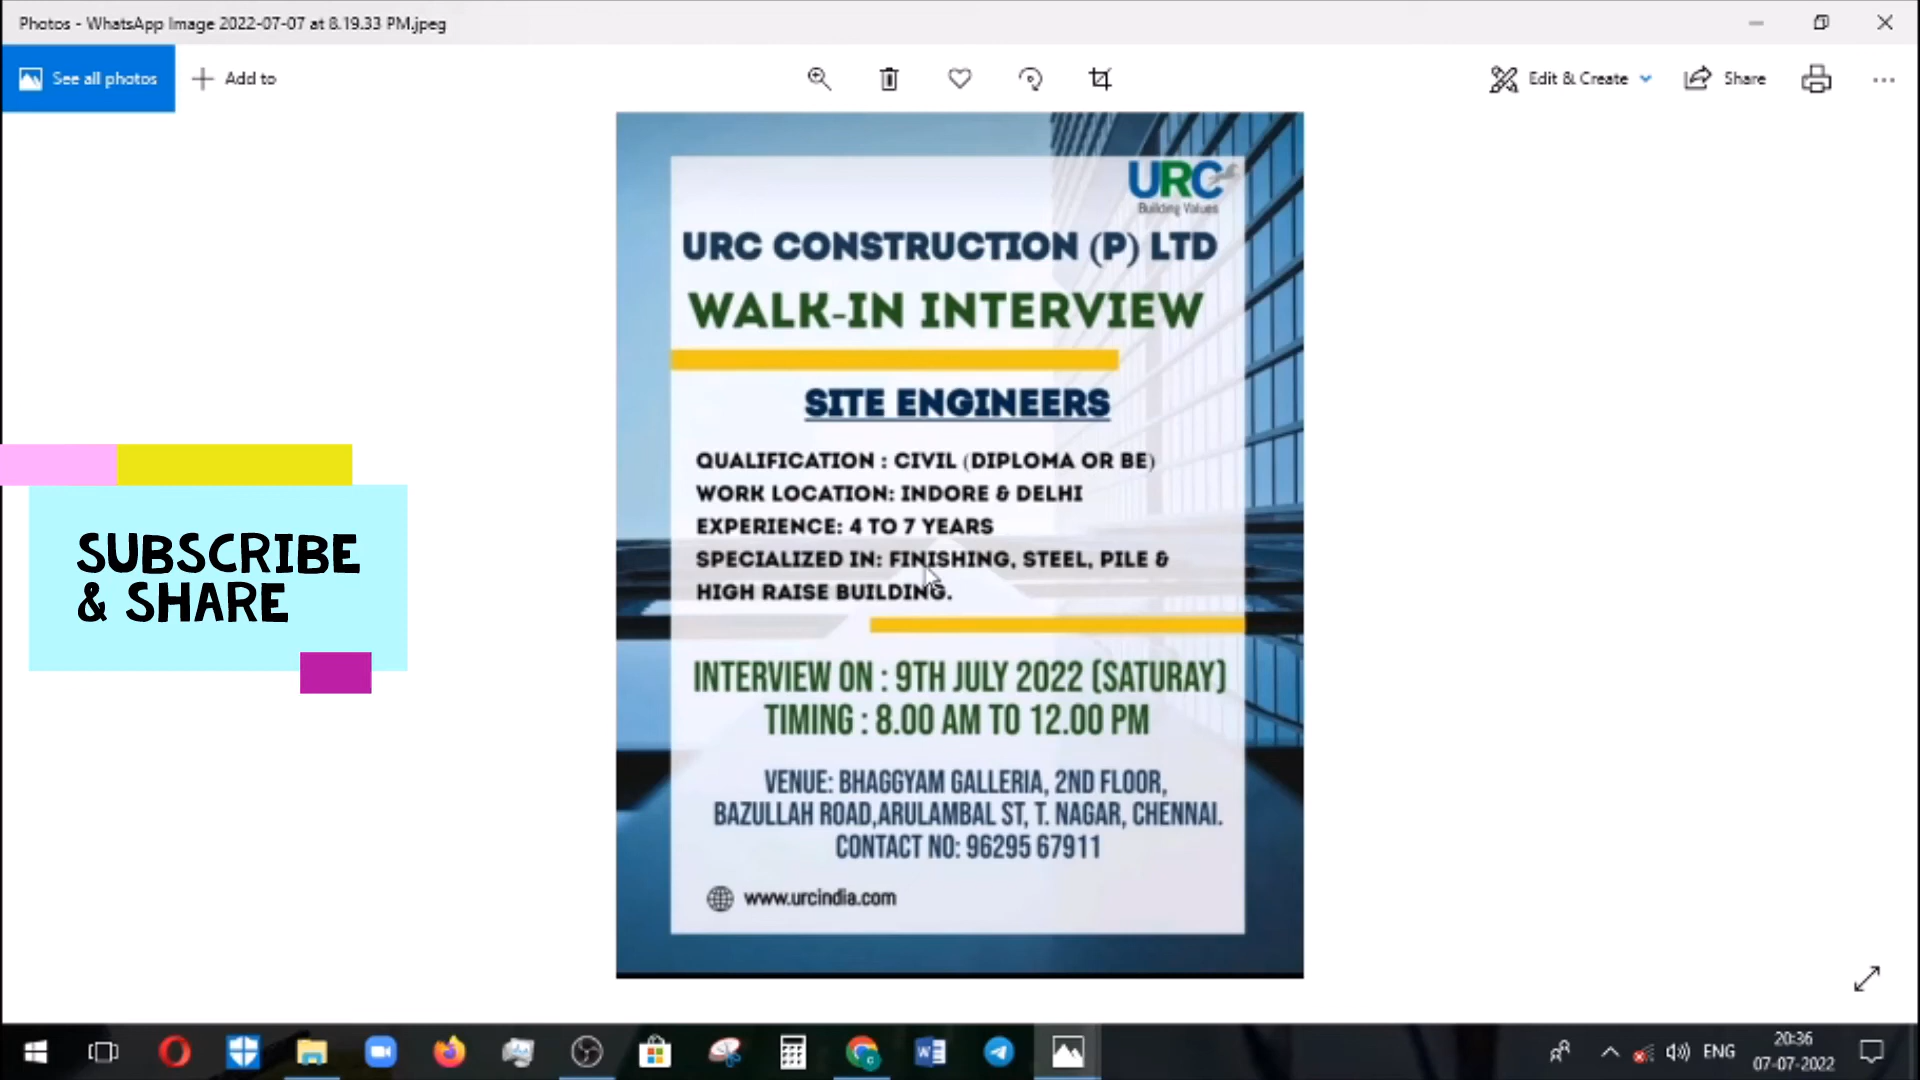 Photos - WhatsApp Image 2022-07-07 at 8.19.33 PM.jpeg
See all photos
Add to
Edit & Create
Share
URC
Building Values
URC CONSTRUCTION (P) LTD
WALK-IN INTERVIEW
SITE ENGINEERS
QUALIFICATION : CIVIL (DIPLOMA OR BE)
WORK LOCATION: INDORE & DELHI
EXPERIENCE: 4 TO 7 YEARS
SPECIALIZED IN: FINISHING, STEEL, PILE &
HIGH RAISE BUILDING.
SUBSCRIBE
& SHARE
INTERVIEW ON : 9TH JULY 2022 (SATURAY)
TIMING : 8.00 AM TO 12.00 PM
VENUE: BHAGGYAM GALLERIA, 2ND FLOOR,
BAZULLAH ROAD,ARULAMBAL ST, T. NAGAR, CHENNAI.
CONTACT NO: 96295 67911
www.urcindia.com
ENG
20:36
07-07-2022